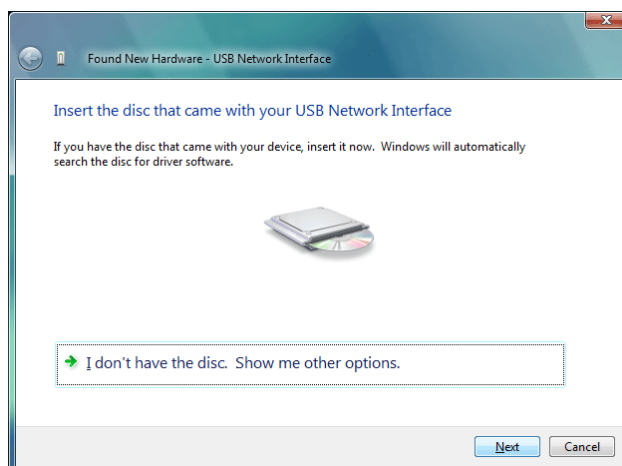 Found New Hardware - USB Network Interface
Insert the disc that came with your USB Network Interface
If you have the disc that came with your device, insert it now.  Windows will automatically
search the disc for driver software.
I don't have the disc.  Show me other options.
Next
Cancel